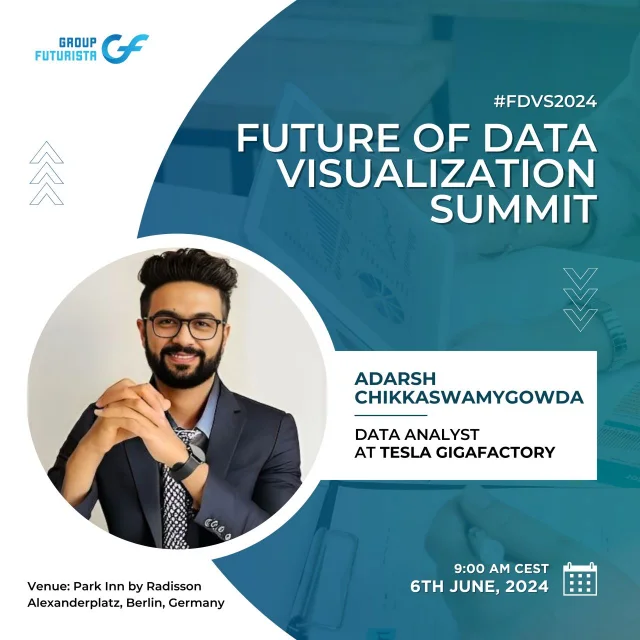 GROUP
FUTURISTA
#FDVS2024
FUTURE OF DATA
VISUALIZATION
SUMMIT
ADARSH
CHIKKASWAMYGOWDA
DATA ANALYST
AT TESLA GIGAFACTORY
9:00 AM CEST
6TH JUNE, 2024
Venue: Park Inn by Radisson
Alexanderplatz, Berlin, Germany